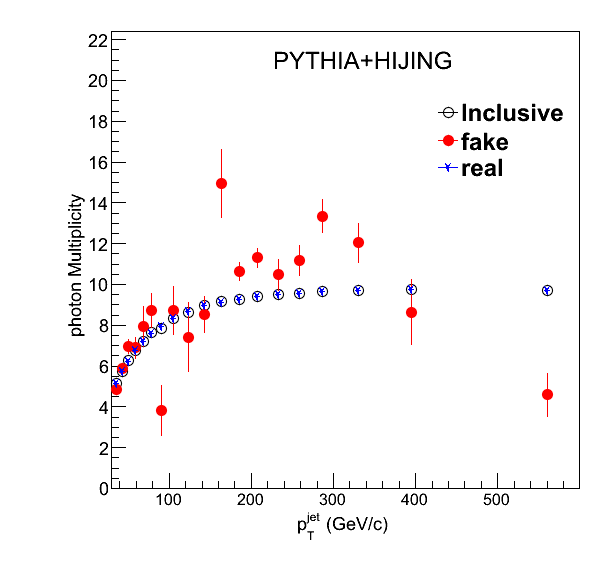 PYTHIA+HIJING
Inclusive
fake
real
photon Multiplicity
22
20
18
16
14
12
10
8
6
4
2
0
100 200 300 400 500
p_T^jet (GeV/c)